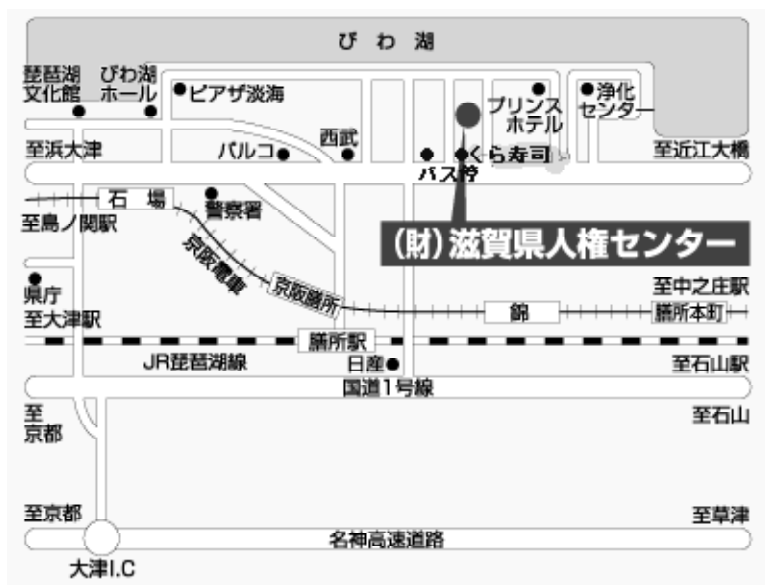 びわ湖
琵琶湖
文化館
びわ湖
ホール
ピアザ淡海
プリンス
ホテル
浄化
センター
至浜大津
パルコ
西武
くら寿司
バス停
至近江大橋
石場
至島ノ関駅
警察署
京阪電車
(財)滋賀県人権センター
県庁
京阪膳所
至中之庄駅
錦
膳所本町
至大津駅
膳所駅
JR琵琶湖線
日産
至石山駅
国道1号線
至
京都
至石山
至京都
至草津
名神高速道路
大津I.C